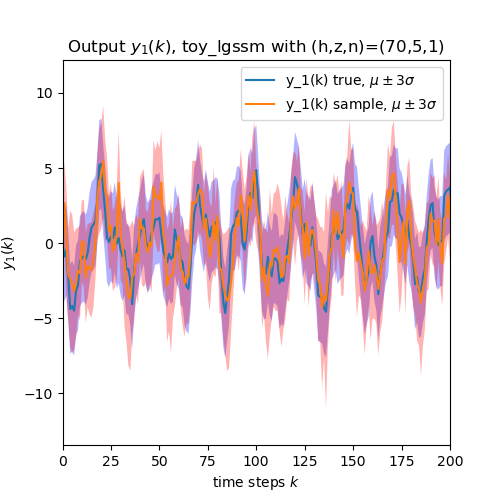 Output y₁(k), toy_lgssm with (h,z,n)=(70,5,1)
y_1(k) true, μ ± 3σ
y_1(k) sample, μ ± 3σ
10
5
0
−5
−10
y₁(k)
0 25 50 75 100 125 150 175 200
time steps k